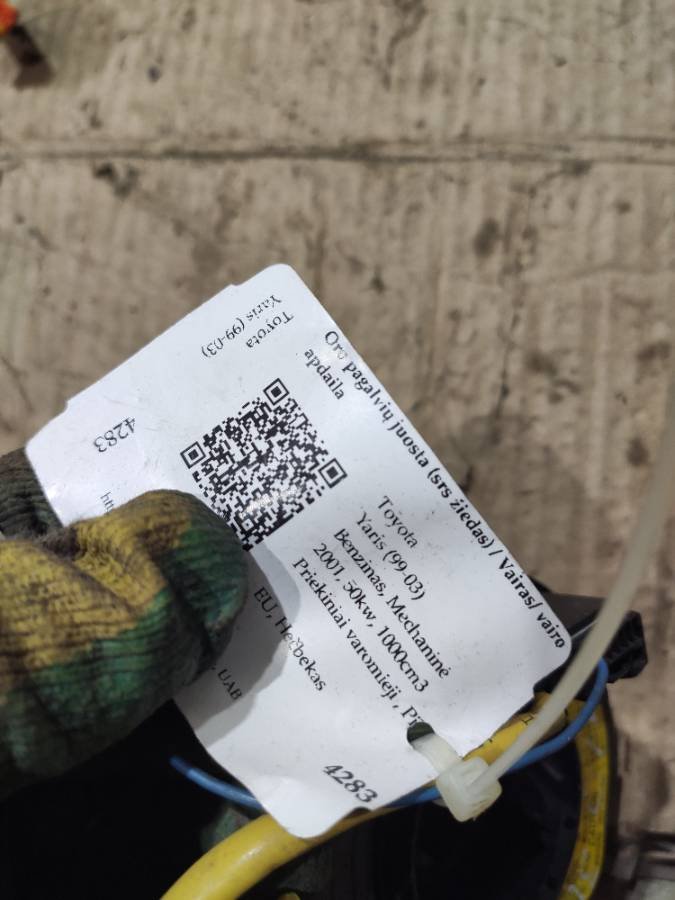 Oro pagalvių juosta (srs žiedas) / Vairas/ vairo
apdaila
Toyota
Yaris (99-03)
Benzinas, Mechaninė
2001, 50kw, 1000cm3
Priekiniai varomieji,
EU, Hečbekas
UAB
4283
Toyota
Yaris (99-03)
4283